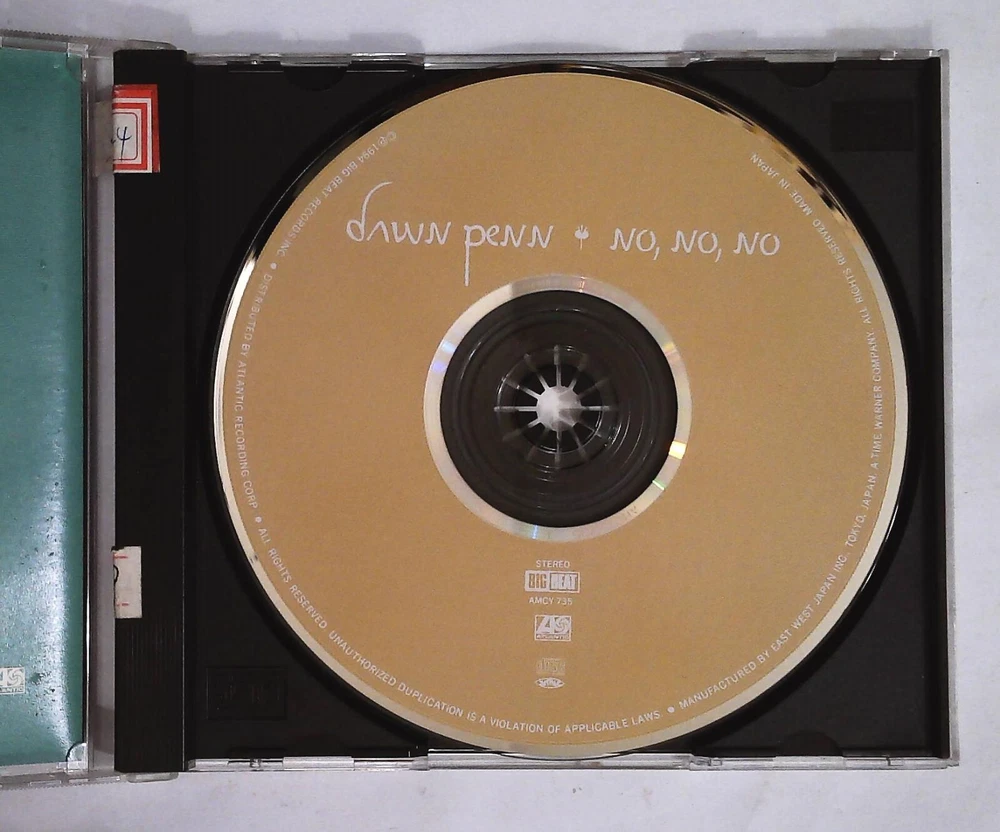 dawn penn NO, NO, NO
STEREO
BIG BEAT
AMCY 735
ATLANTIC
©℗1994 BIG BEAT RECORDS INC • DISTRIBUTED BY ATLANTIC RECORDING CORP • ALL RIGHTS RESERVED UNAUTHORIZED DUPLICATION IS A VIOLATION OF APPLICABLE LAWS • MANUFACTURED BY EAST WEST JAPAN INC. TOKYO, JAPAN. A TIME WARNER COMPANY. ALL RIGHTS RESERVED MADE IN JAPAN